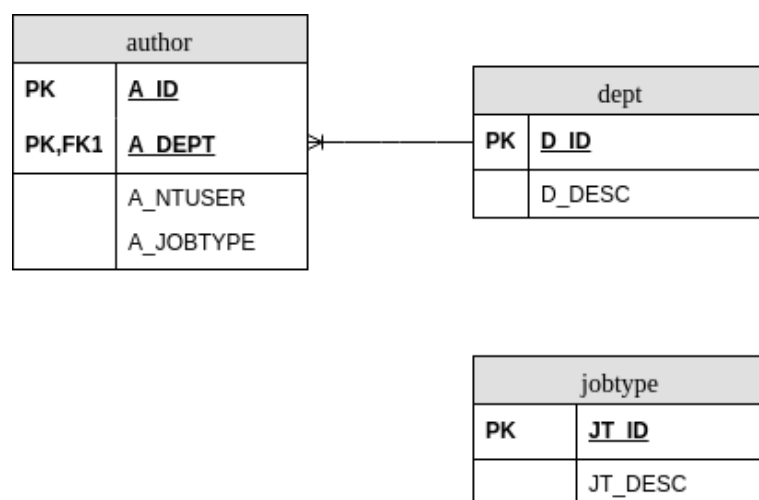 author
PK A_ID
PK,FK1 A_DEPT
A_NTUSER
A_JOBTYPE
dept
PK D_ID
D_DESC
jobtype
PK JT_ID
JT_DESC